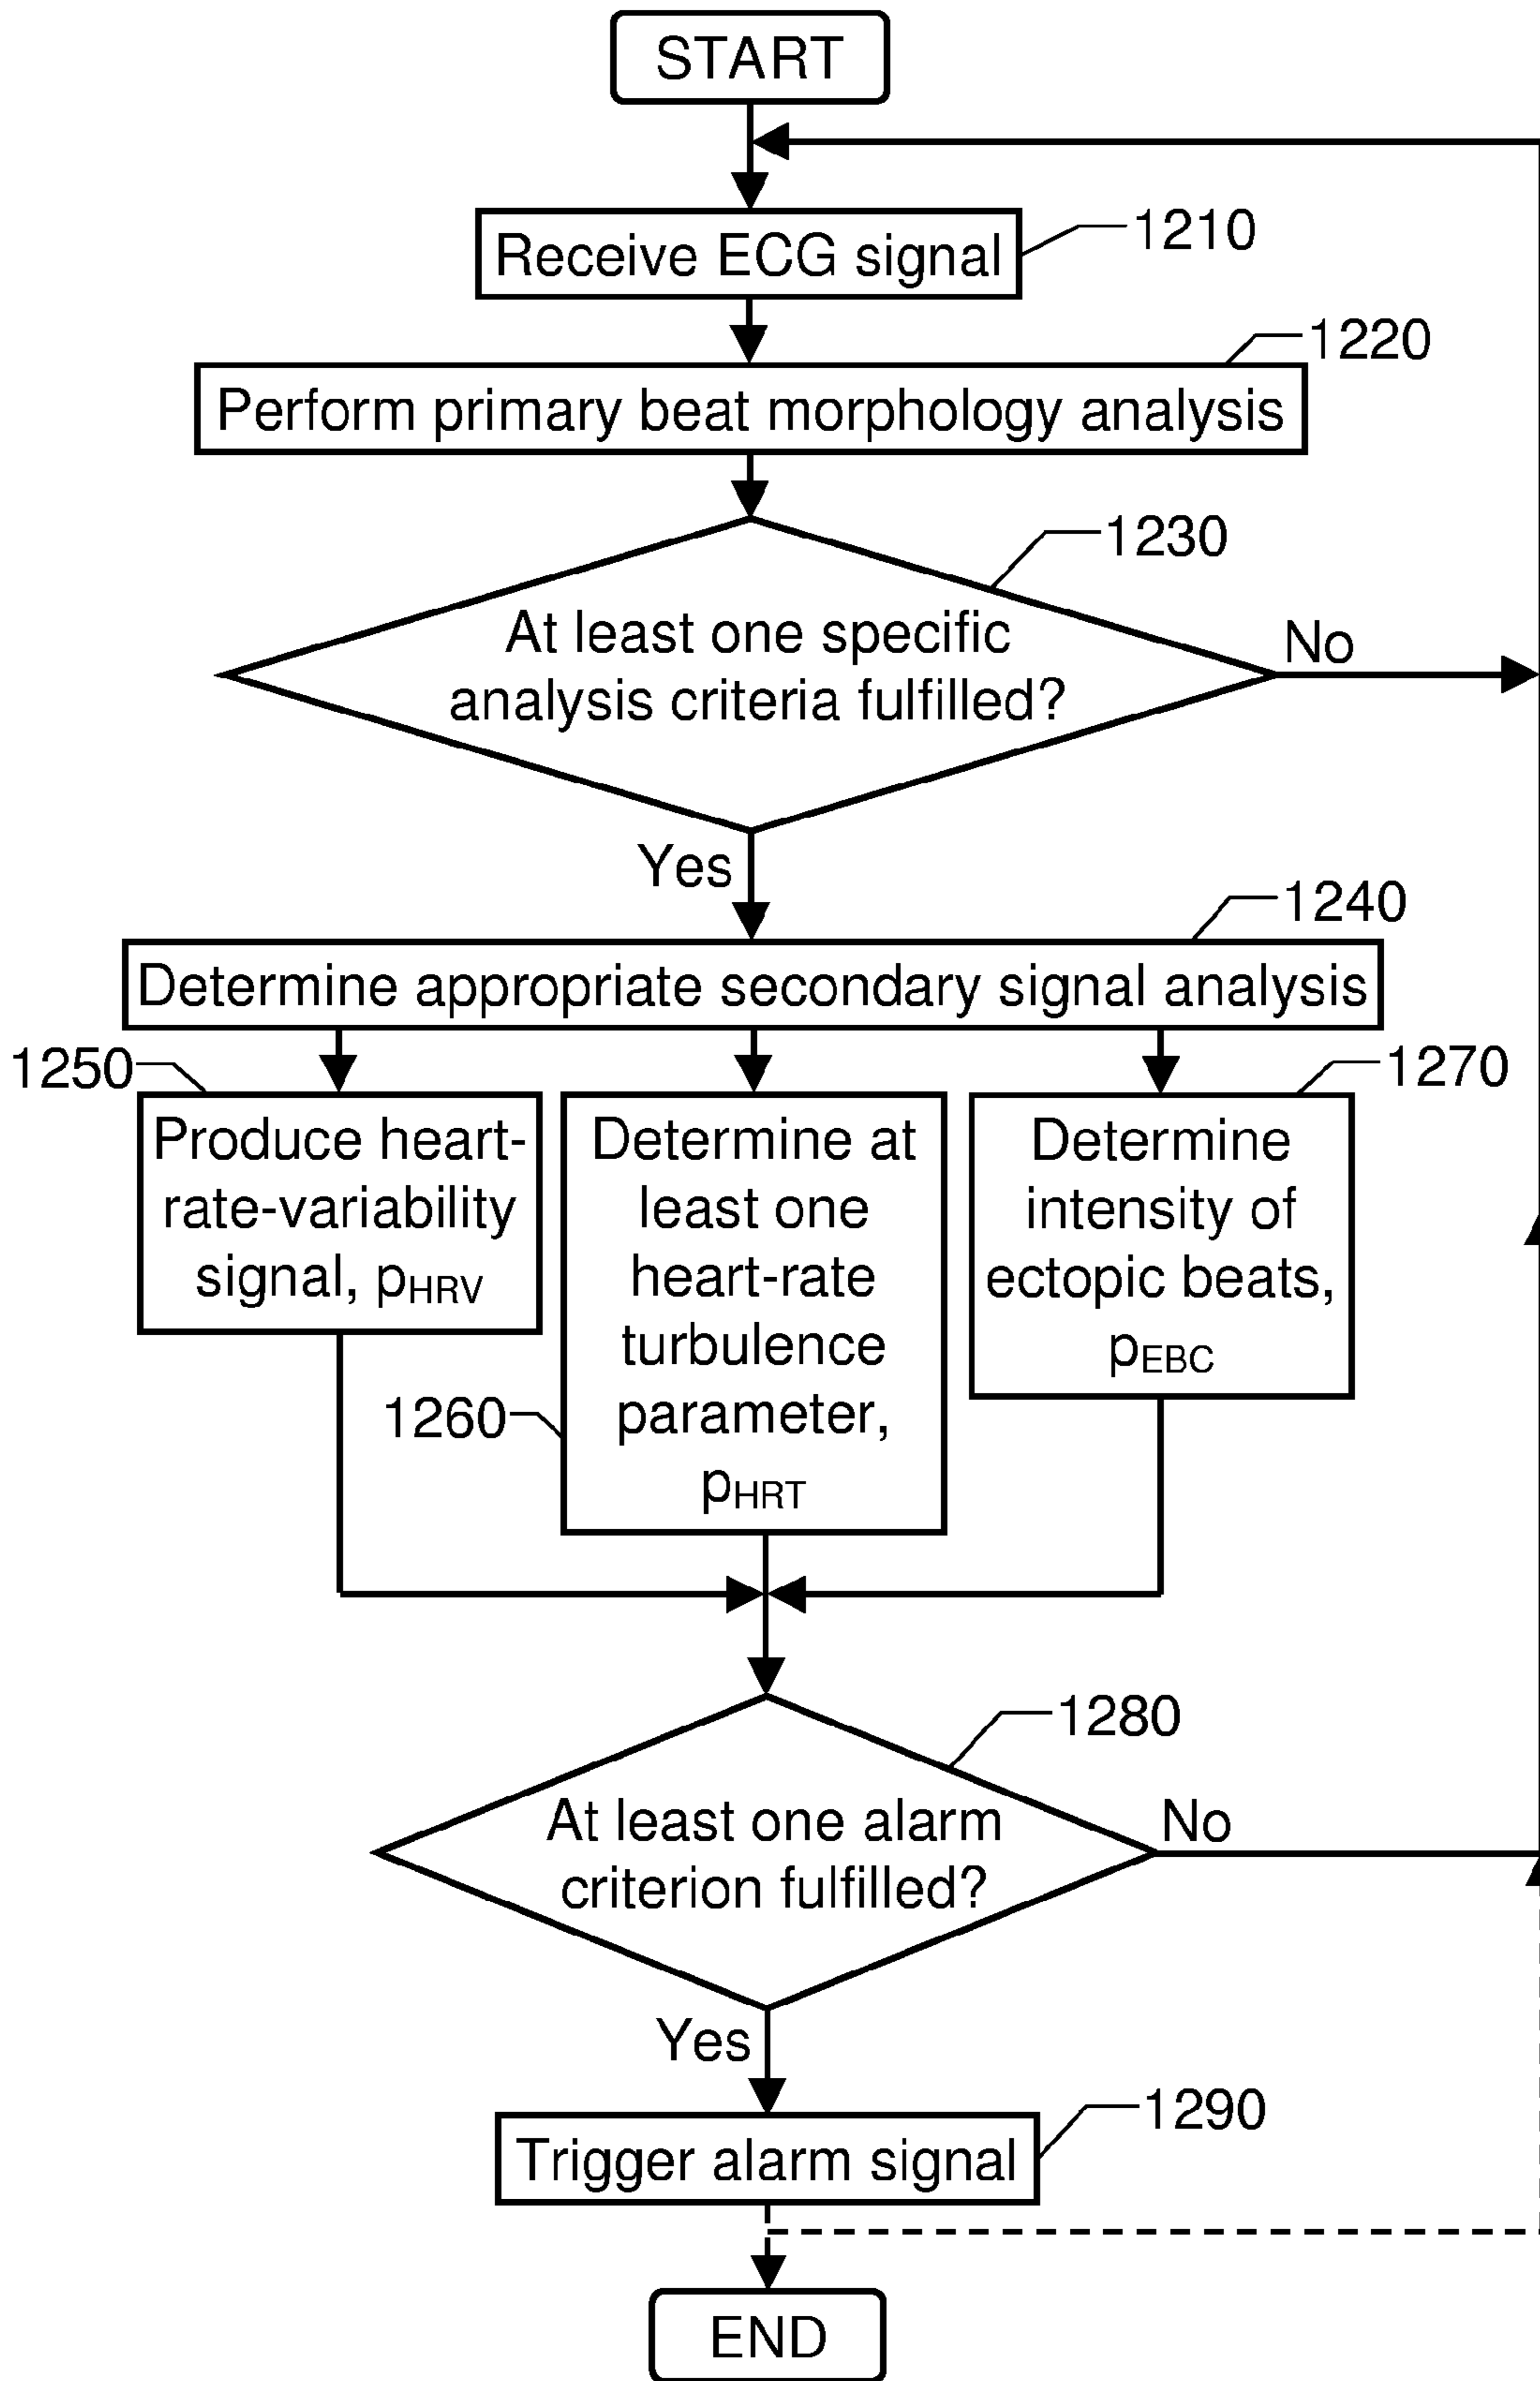 START
Receive ECG signal
1210
1220
Perform primary beat morphology analysis
1230
At least one specific
analysis criteria fulfilled?
No
Yes
1240
Determine appropriate secondary signal analysis
1250
Produce heart-
rate-variability
signal, pHRV
1260
Determine at
least one
heart-rate
turbulence
parameter,
pHRT
1270
Determine
intensity of
ectopic beats,
pEBC
1280
At least one alarm
criterion fulfilled?
No
Yes
1290
Trigger alarm signal
END